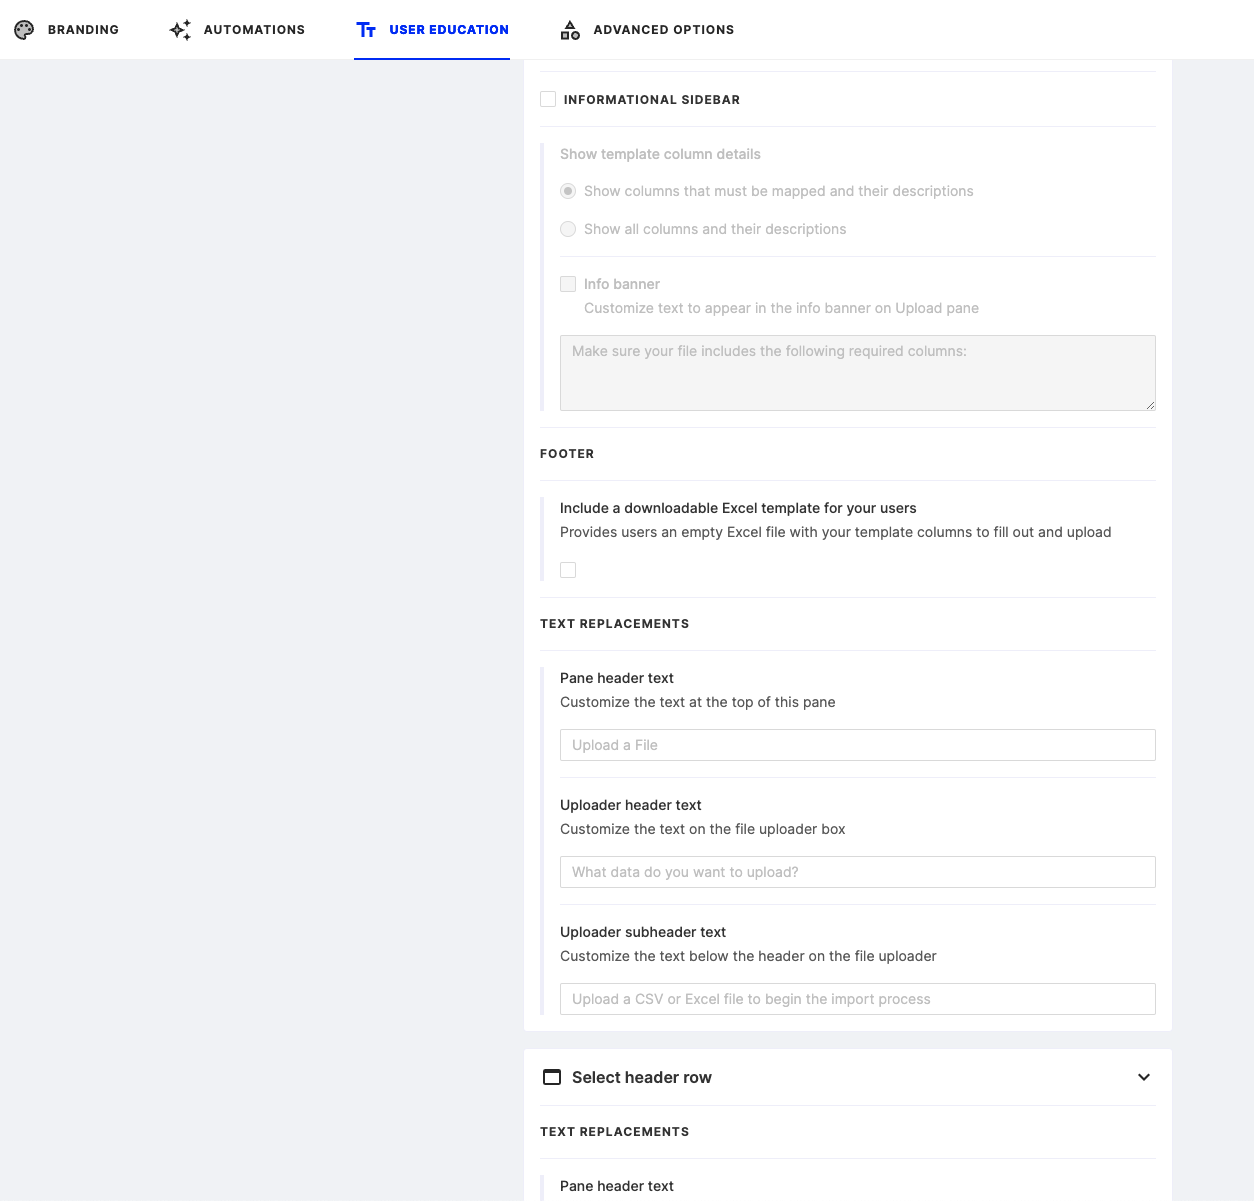 BRANDING
AUTOMATIONS
USER EDUCATION
ADVANCED OPTIONS
INFORMATIONAL SIDEBAR
Show template column details
Show columns that must be mapped and their descriptions
Show all columns and their descriptions
Info banner
Customize text to appear in the info banner on Upload pane
Make sure your file includes the following required columns:
FOOTER
Include a downloadable Excel template for your users
Provides users an empty Excel file with your template columns to fill out and upload
TEXT REPLACEMENTS
Pane header text
Customize the text at the top of this pane
Upload a File
Uploader header text
Customize the text on the file uploader box
What data do you want to upload?
Uploader subheader text
Customize the text below the header on the file uploader
Upload a CSV or Excel file to begin the import process
Select header row
TEXT REPLACEMENTS
Pane header text